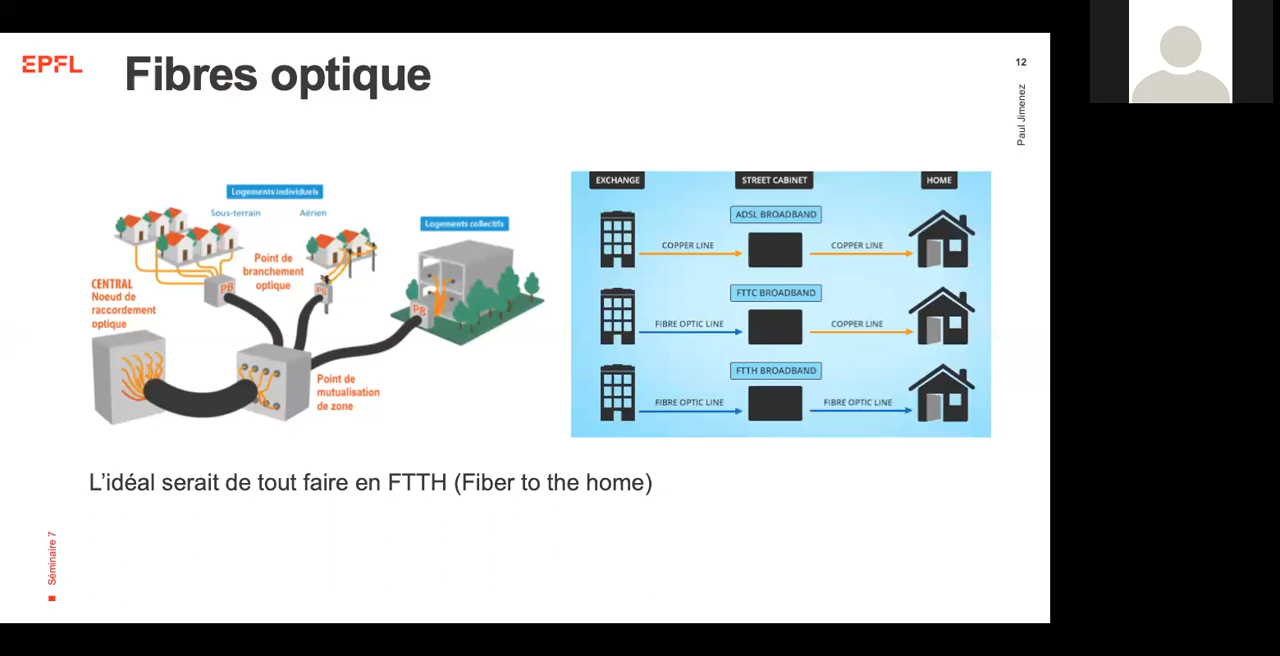 EPFL
Fibres optique
12
Paul Jimenez
Logements individuels
Sous-terrain
Aérien
Logements collectifs
Point de
branchement
optique
CENTRAL
Noeud de
raccordement
optique
PB
PB
PB
Point de
mutualisation
de zone
EXCHANGE
STREET CABINET
HOME
ADSL BROADBAND
COPPER LINE
COPPER LINE
FTTC BROADBAND
FIBRE OPTIC LINE
COPPER LINE
FTTH BROADBAND
FIBRE OPTIC LINE
FIBRE OPTIC LINE
L’idéal serait de tout faire en FTTH (Fiber to the home)
Séminaire 7